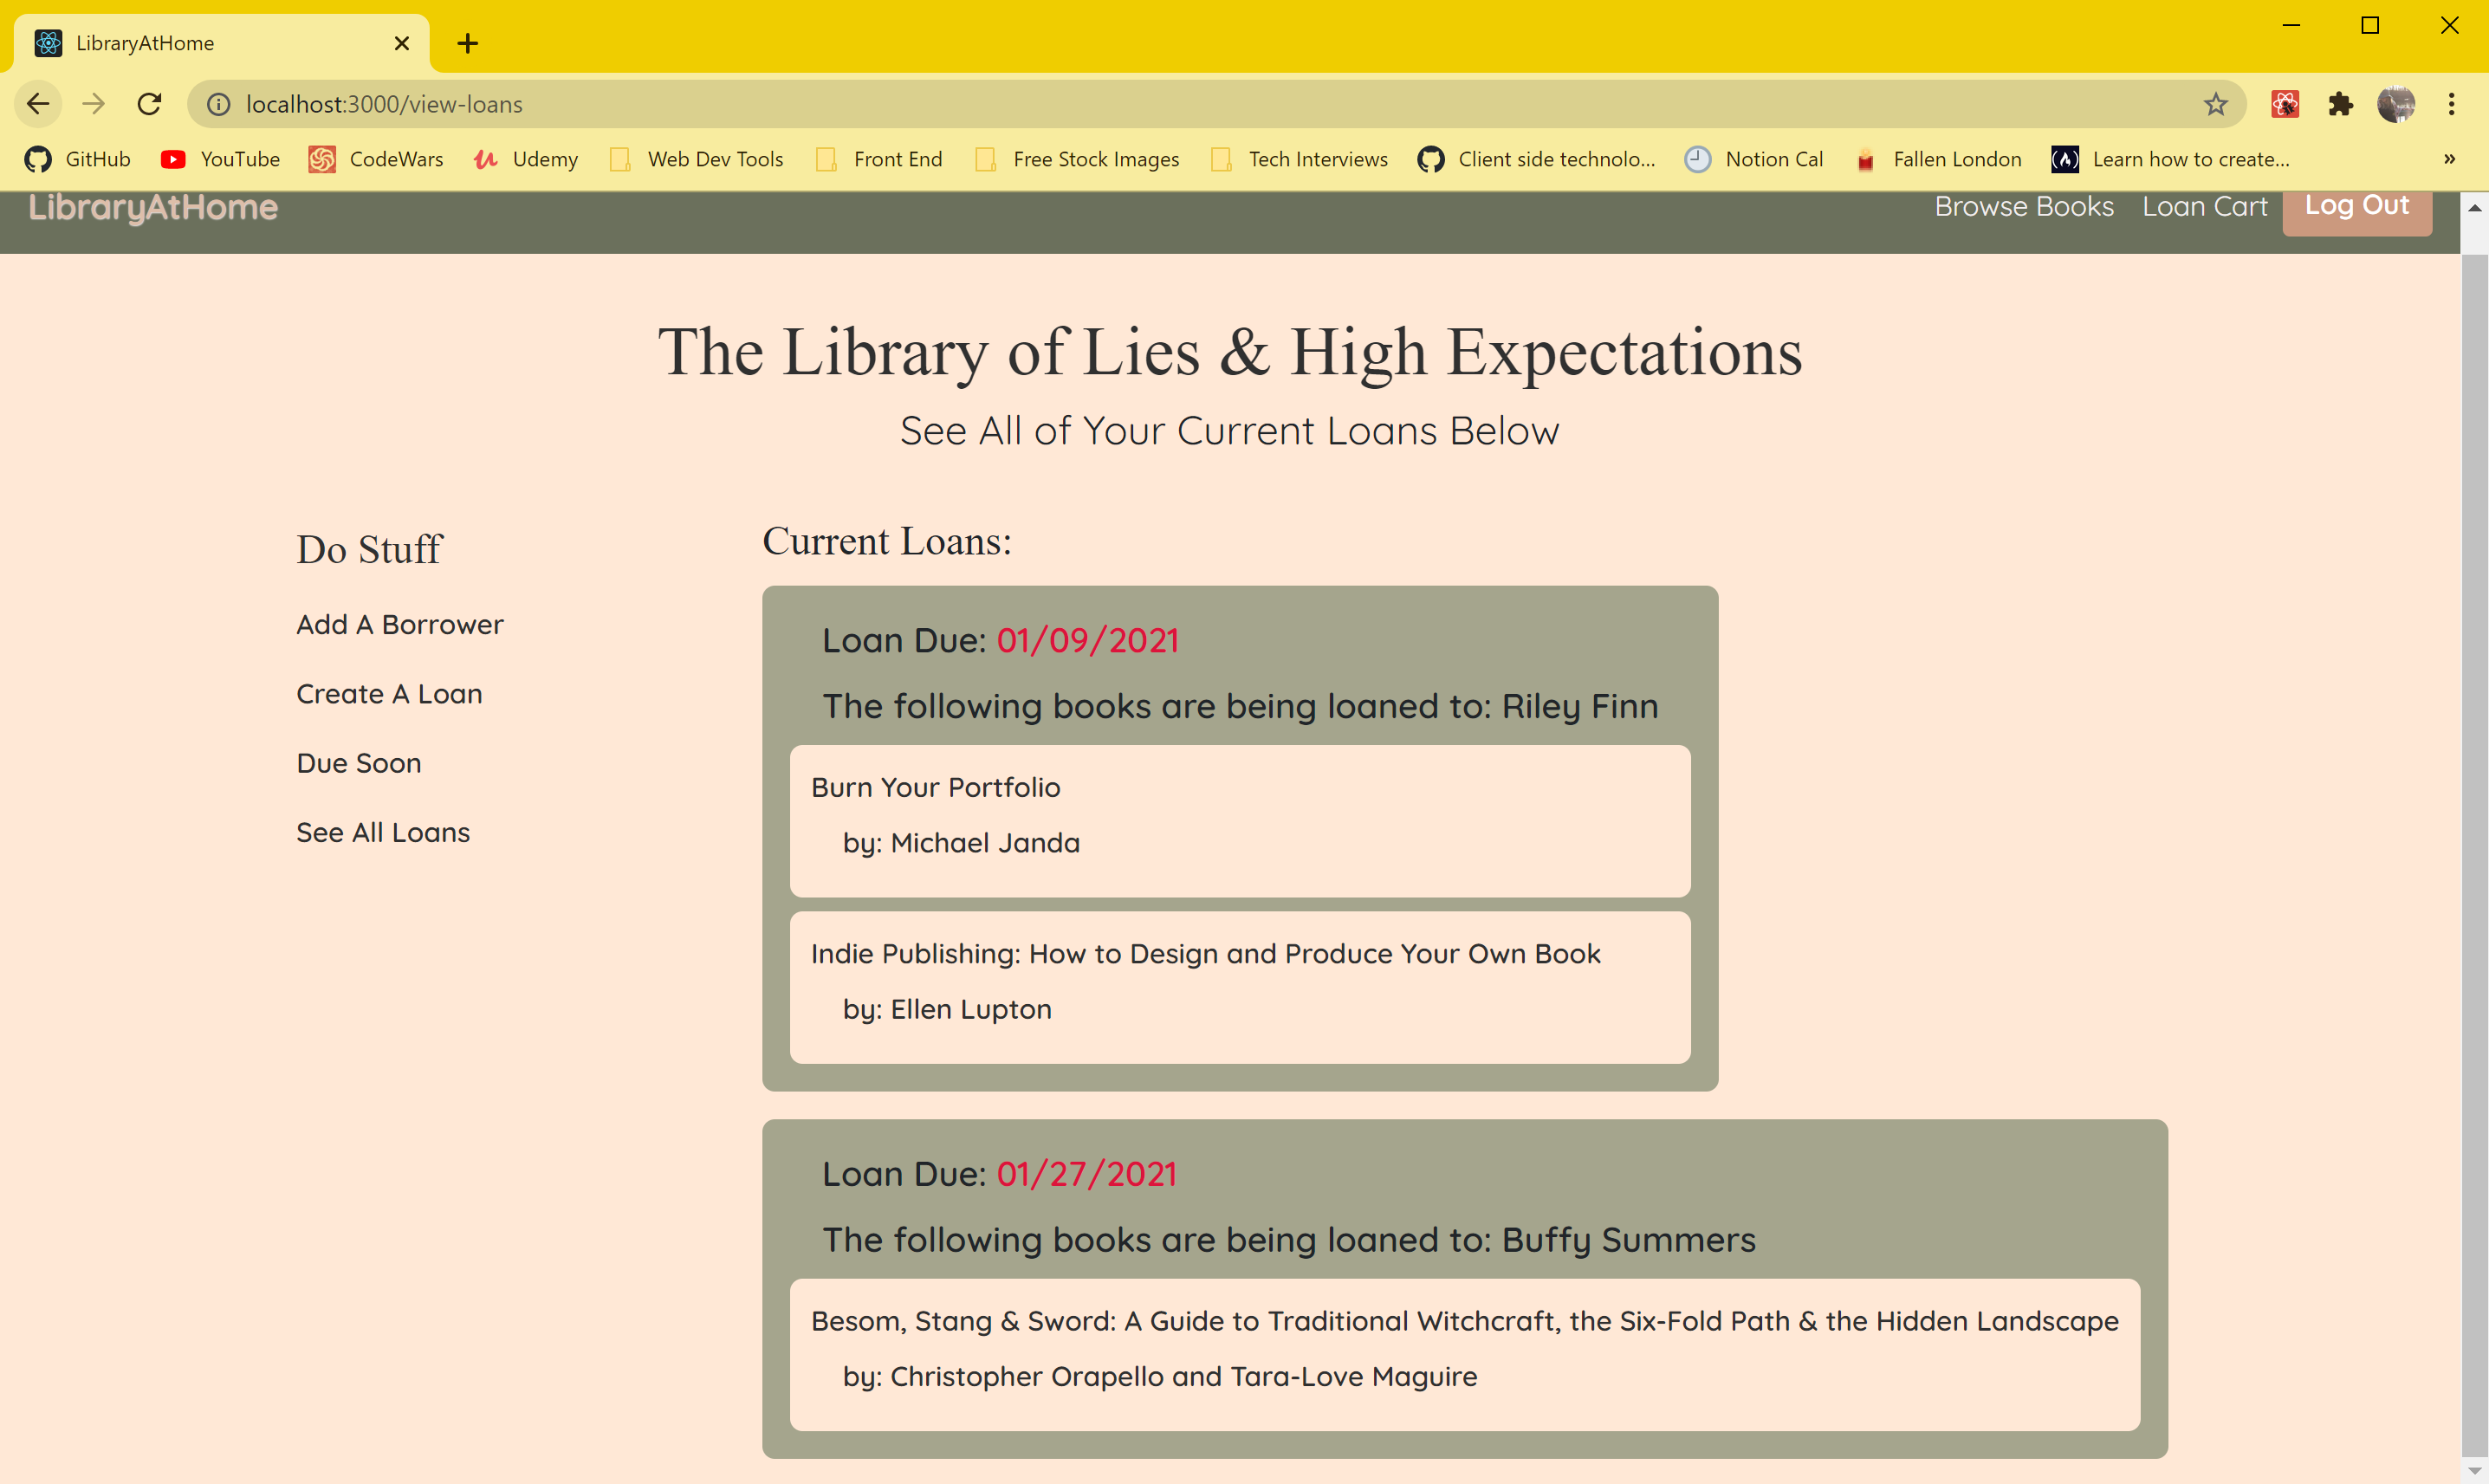 LibraryAtHome
localhost:3000/view-loans
GitHub YouTube CodeWars Udemy Web Dev Tools Front End Free Stock Images Tech Interviews Client side technolo... Notion Cal Fallen London Learn how to create... »
LibraryAtHome Browse Books Loan Cart Log Out
The Library of Lies & High Expectations
See All of Your Current Loans Below
Do Stuff
Add A Borrower
Create A Loan
Due Soon
See All Loans
Current Loans:
Loan Due: 01/09/2021
The following books are being loaned to: Riley Finn
Burn Your Portfolio
by: Michael Janda
Indie Publishing: How to Design and Produce Your Own Book
by: Ellen Lupton
Loan Due: 01/27/2021
The following books are being loaned to: Buffy Summers
Besom, Stang & Sword: A Guide to Traditional Witchcraft, the Six-Fold Path & the Hidden Landscape
by: Christopher Orapello and Tara-Love Maguire